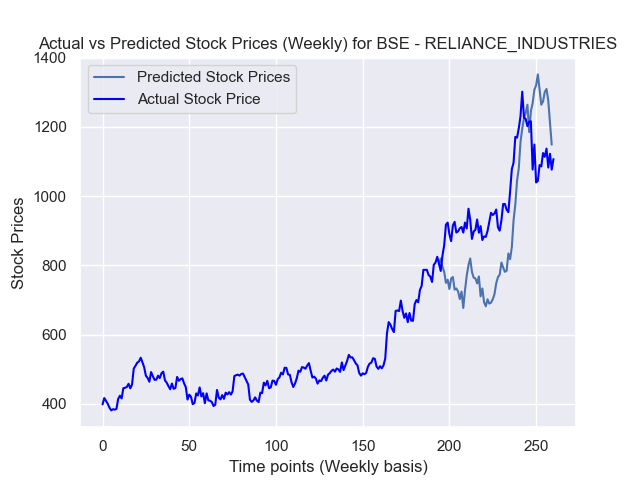 Actual vs Predicted Stock Prices (Weekly) for BSE - RELIANCE_INDUSTRIES
Predicted Stock Prices
Actual Stock Price
Stock Prices
1400
1200
1000
800
600
400
0 50 100 150 200 250
Time points (Weekly basis)